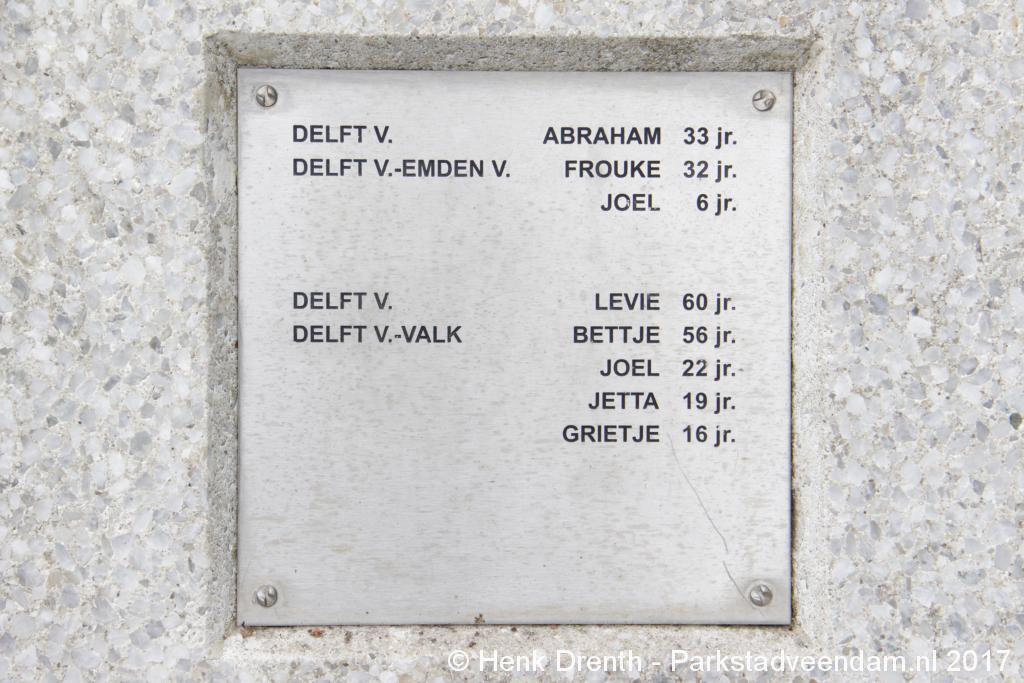 DELFT V. ABRAHAM 33 jr.
DELFT V.-EMDEN V. FROUKE 32 jr.
JOEL 6 jr.
DELFT V. LEVIE 60 jr.
DELFT V.-VALK BETTJE 56 jr.
JOEL 22 jr.
JETTA 19 jr.
GRIETJE 16 jr.
© Henk Drenth - Parkstadveendam.nl 2017